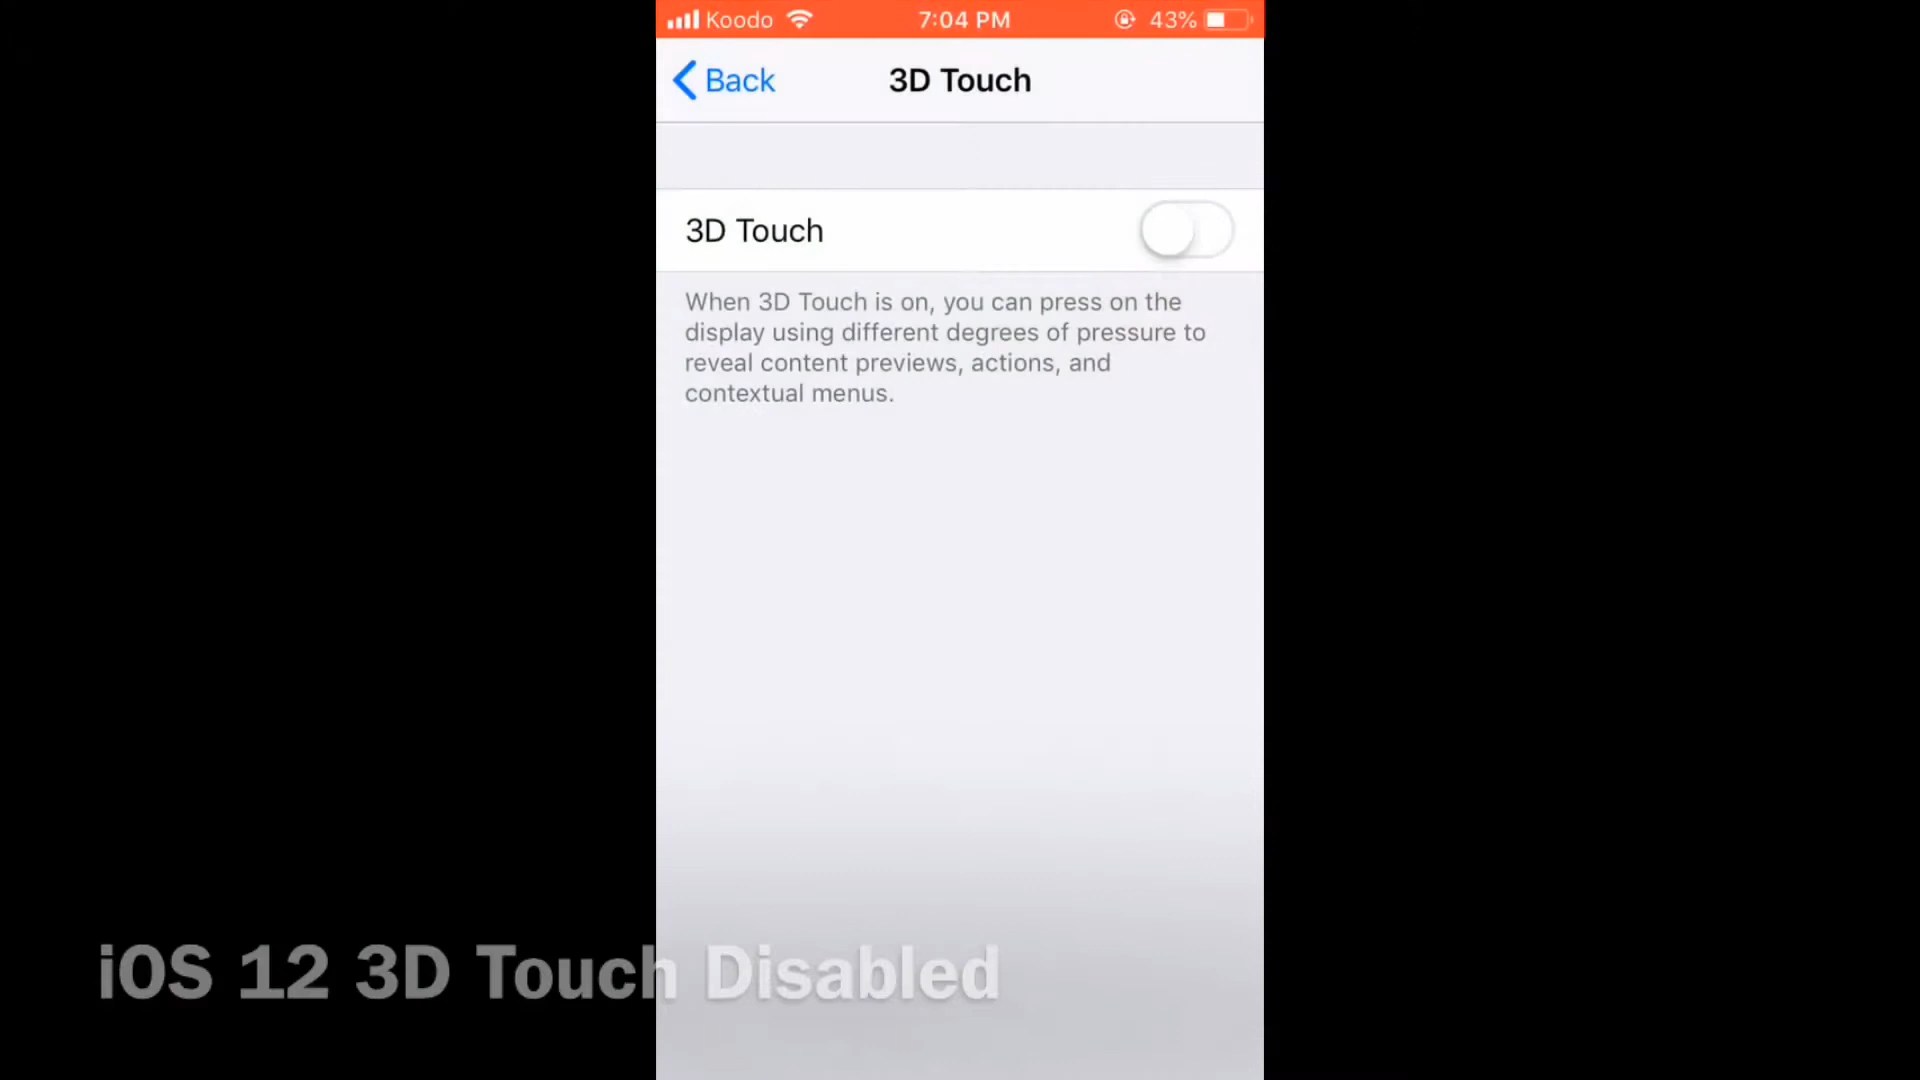 Koodo 7:04 PM 43%
Back 3D Touch
3D Touch
When 3D Touch is on, you can press on the
display using different degrees of pressure to
reveal content previews, actions, and
contextual menus.
iOS 12 3D Touch Disabled